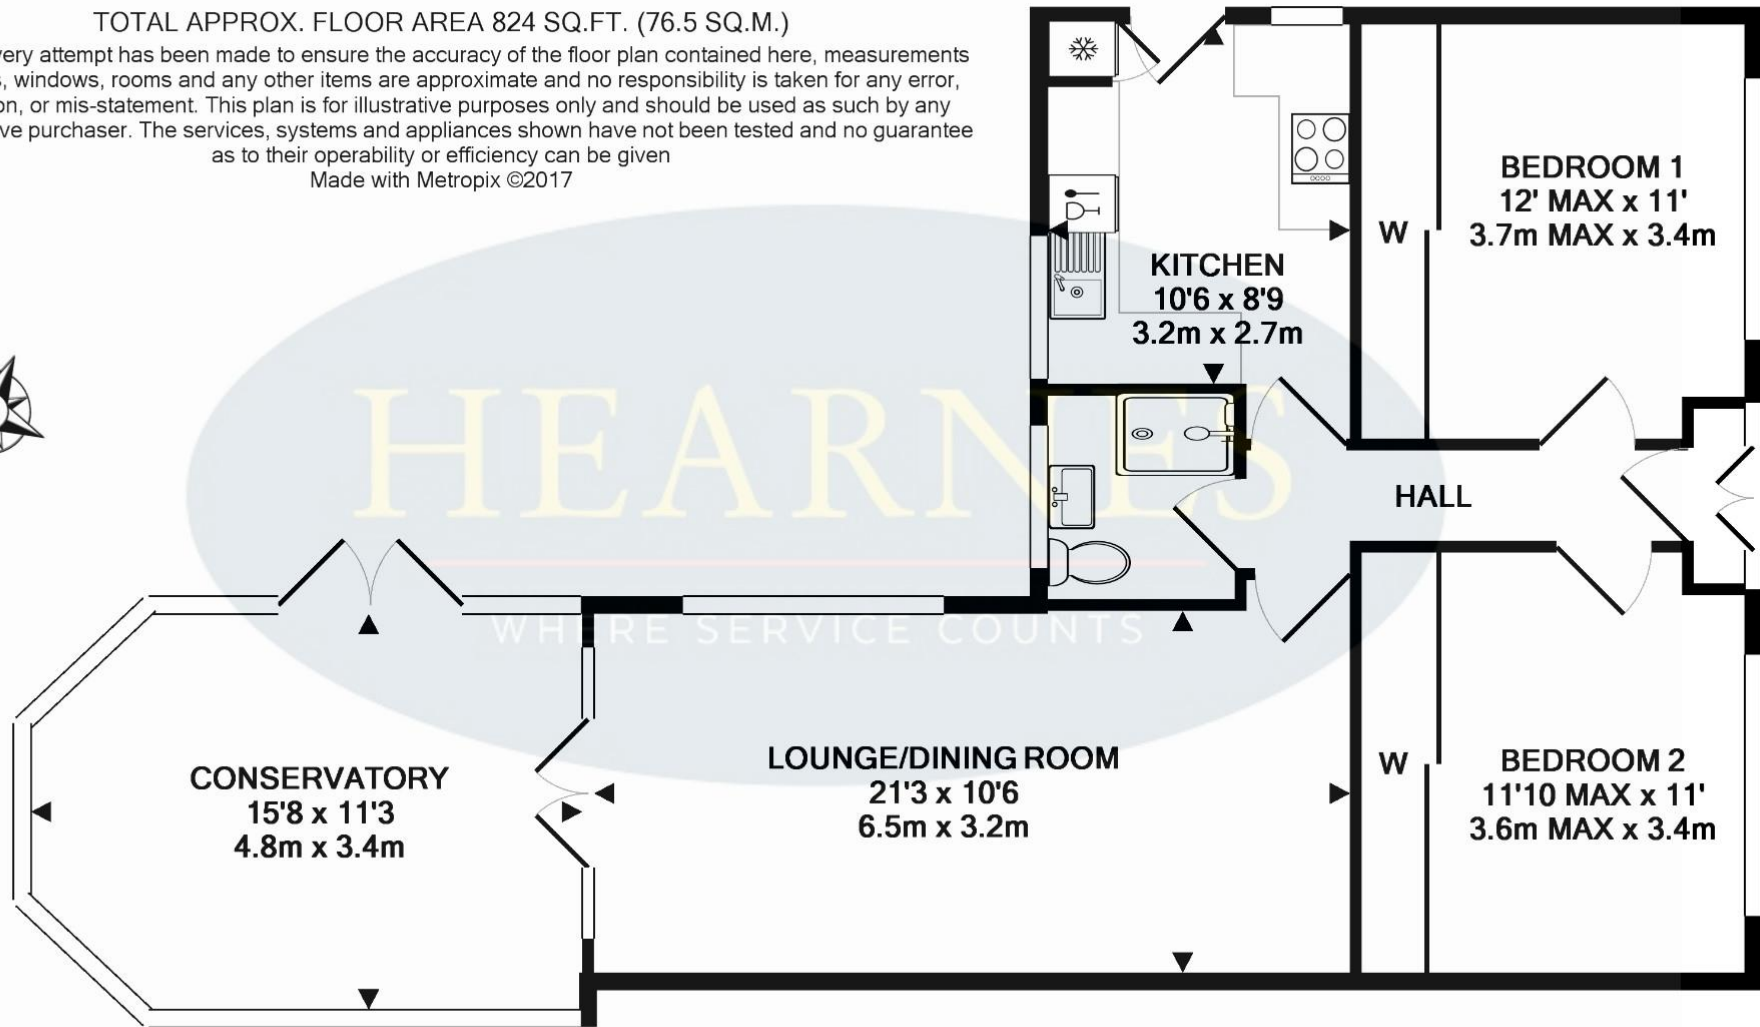 TOTAL APPROX. FLOOR AREA 824 SQ.FT. (76.5 SQ.M.)
attempt has been made to ensure the accuracy of the floor plan contained here, measurements
windows, rooms and any other items are approximate and no responsibility is taken for any error,
or mis-statement. This plan is for illustrative purposes only and should be used as such by any
purchaser. The services, systems and appliances shown have not been tested and no guarantee
as to their operability or efficiency can be given
Made with Metropix ©2017
BEDROOM 1
12' MAX x 11'
3.7m MAX x 3.4m
W
KITCHEN
10'6 x 8'9
3.2m x 2.7m
HEARNES
HALL
WHERE SERVICE COUNTS
CONSERVATORY
15'8 x 11'3
4.8m x 3.4m
LOUNGE/DINING ROOM
21'3 x 10'6
6.5m x 3.2m
W
BEDROOM 2
11'10 MAX x 11'
3.6m MAX x 3.4m